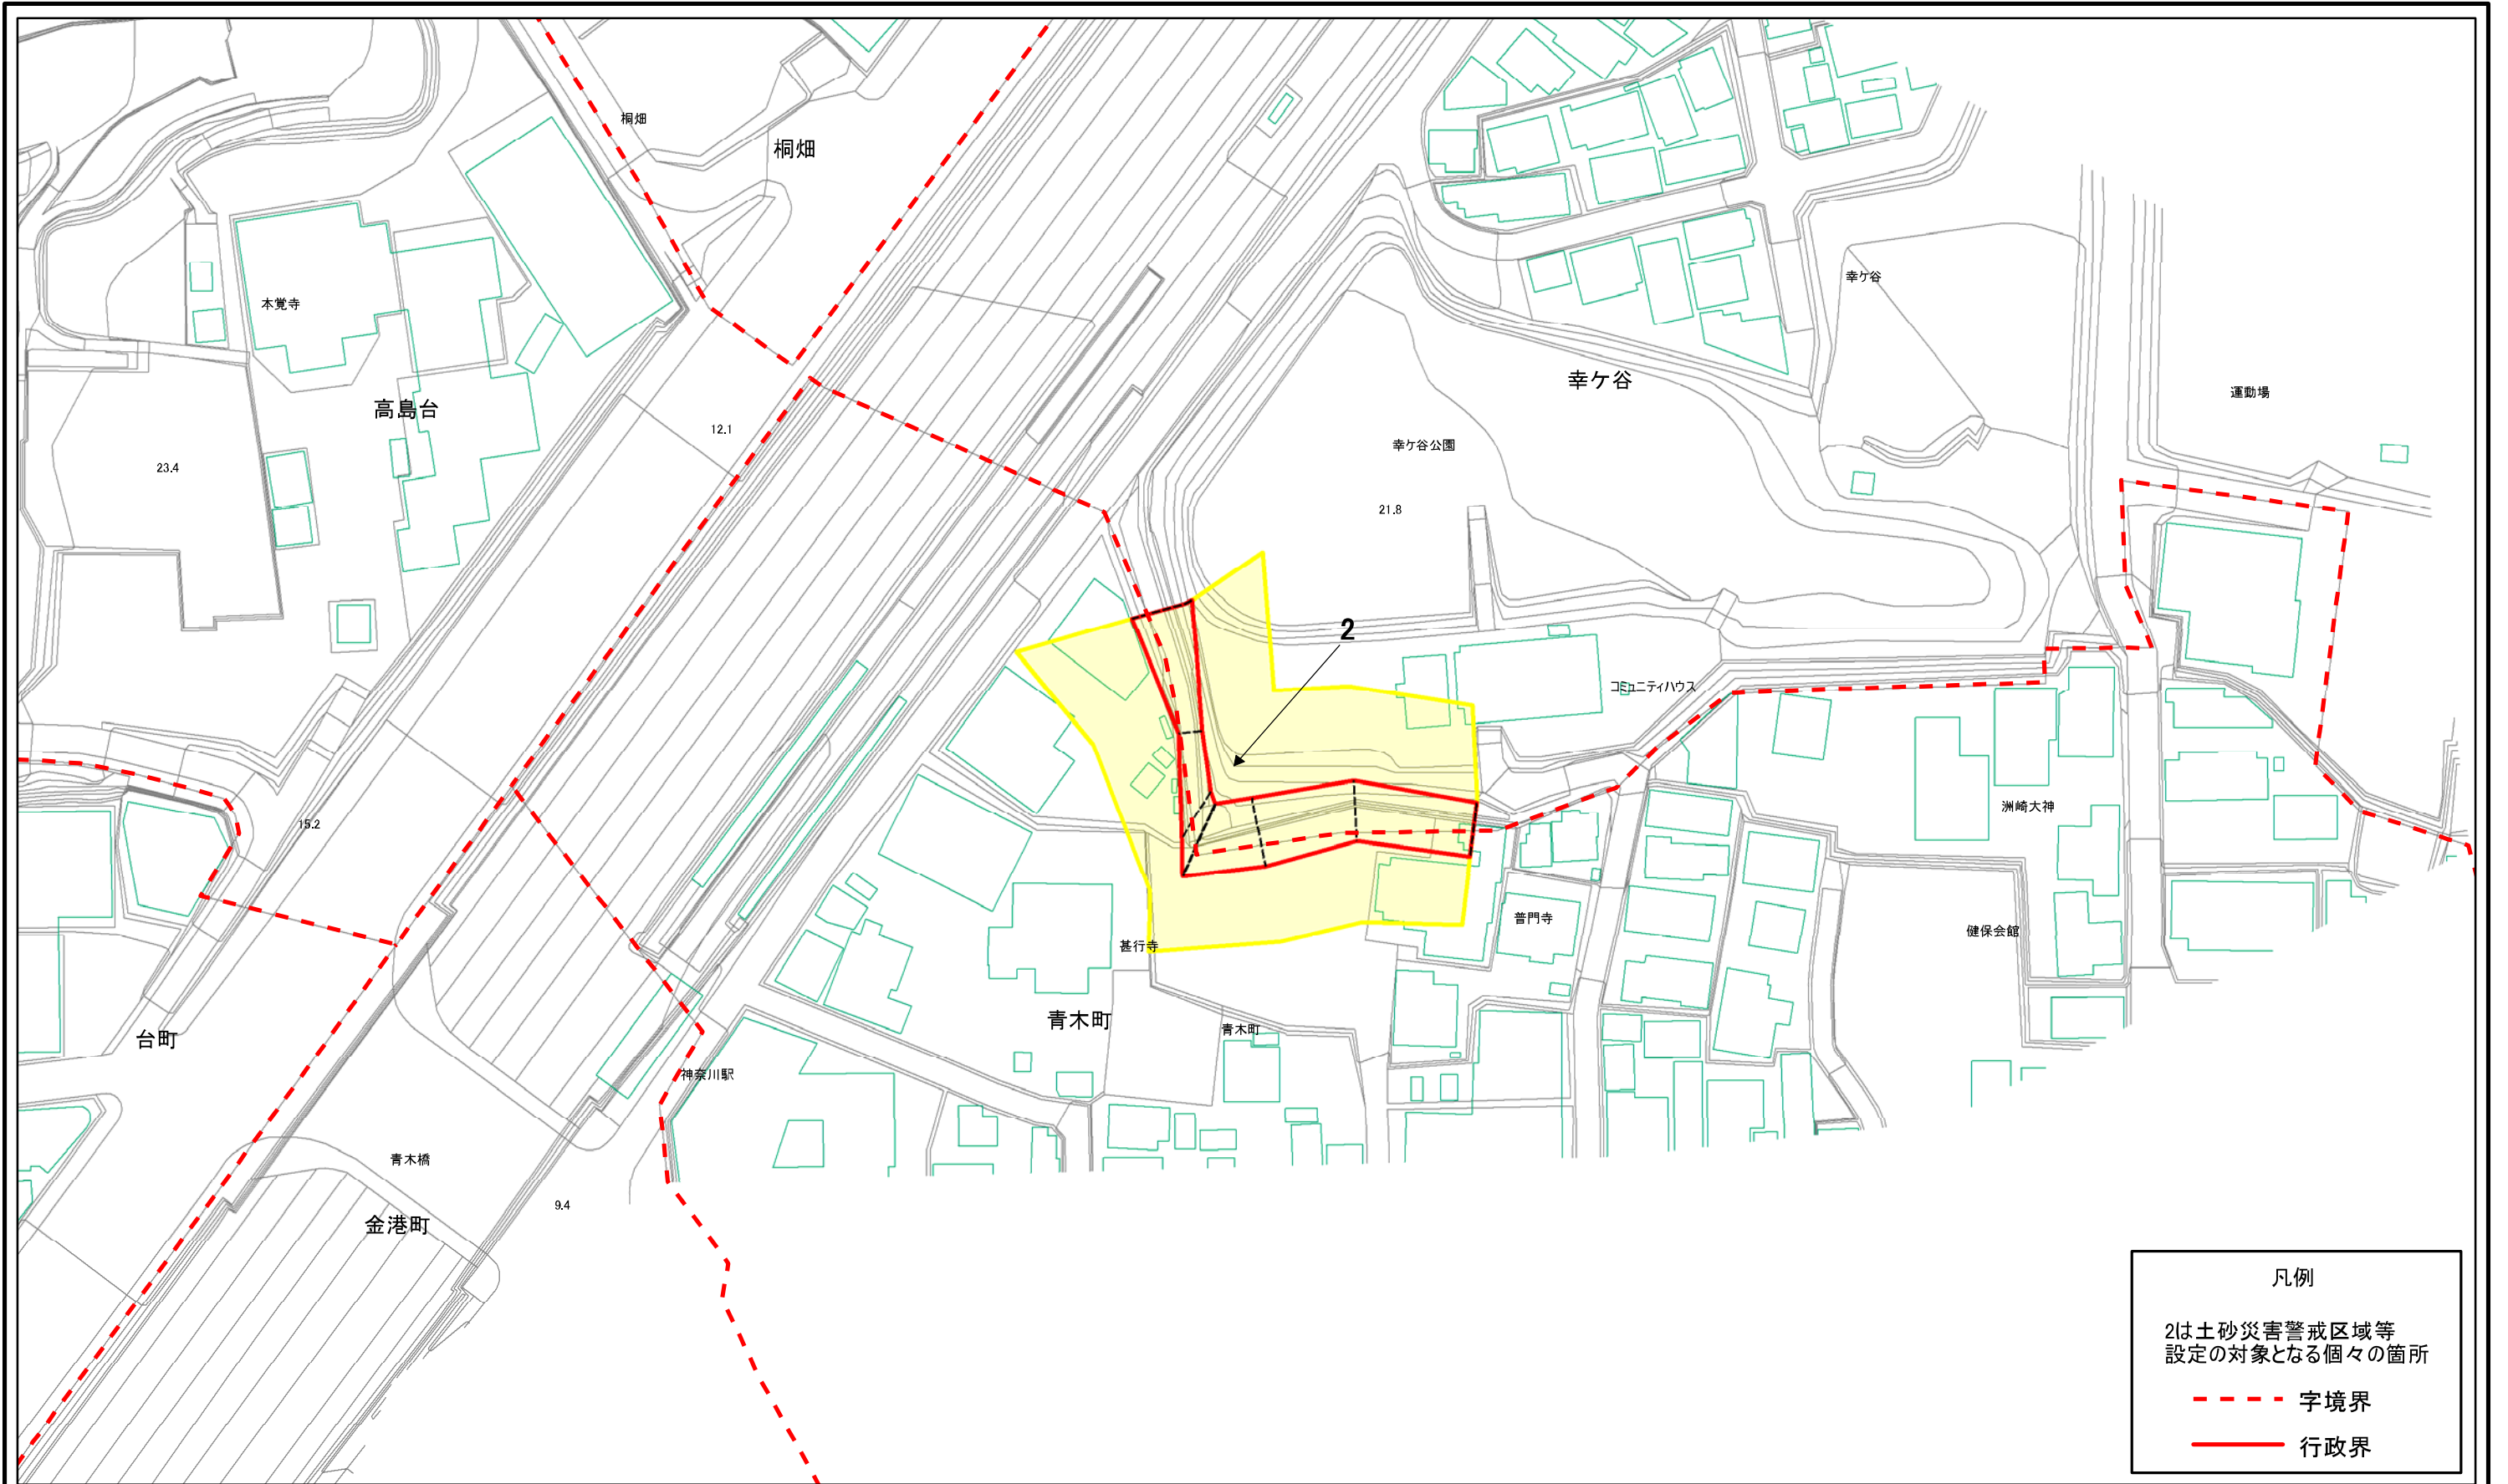 桐畑
桐畑
本覚寺
高島台
12.1
23.4
幸ケ谷
幸ケ谷
運動場
幸ケ谷公園
21.8
2
コミュニティハウス
15.2
洲崎大神
普門寺
健保会館
甚行寺
青木町
青木町
台町
神奈川駅
青木橋
金港町
9.4
凡例
2は土砂災害警戒区域等
設定の対象となる個々の箇所
字境界
行政界